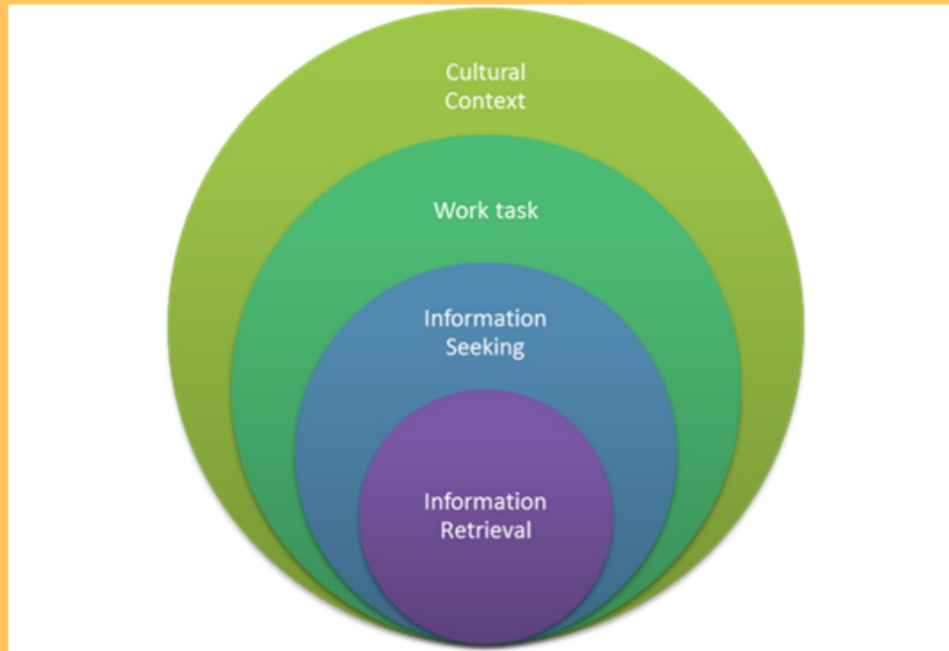 Cultural
Context
Work task
Information
Seeking
Information
Retrieval